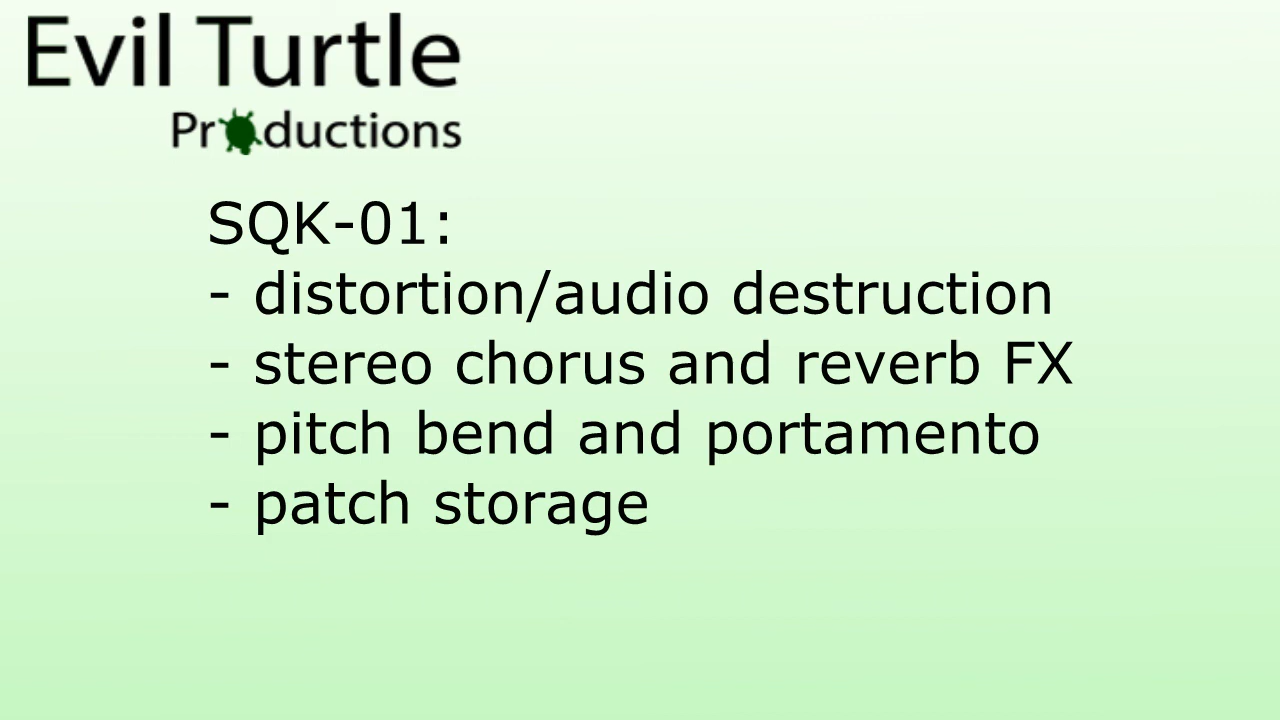 Evil Turtle
Productions
SQK-01:
- distortion/audio destruction
- stereo chorus and reverb FX
- pitch bend and portamento
- patch storage